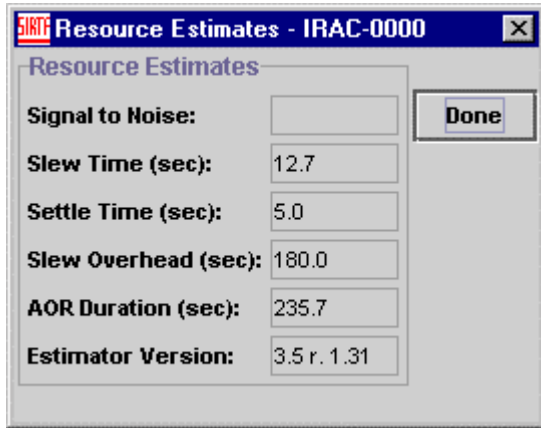 SIRTF Resource Estimates - IRAC-0000
Resource Estimates
Signal to Noise:
Done
Slew Time (sec): 12.7
Settle Time (sec): 5.0
Slew Overhead (sec): 180.0
AOR Duration (sec): 235.7
Estimator Version: 3.5 r. 1.31